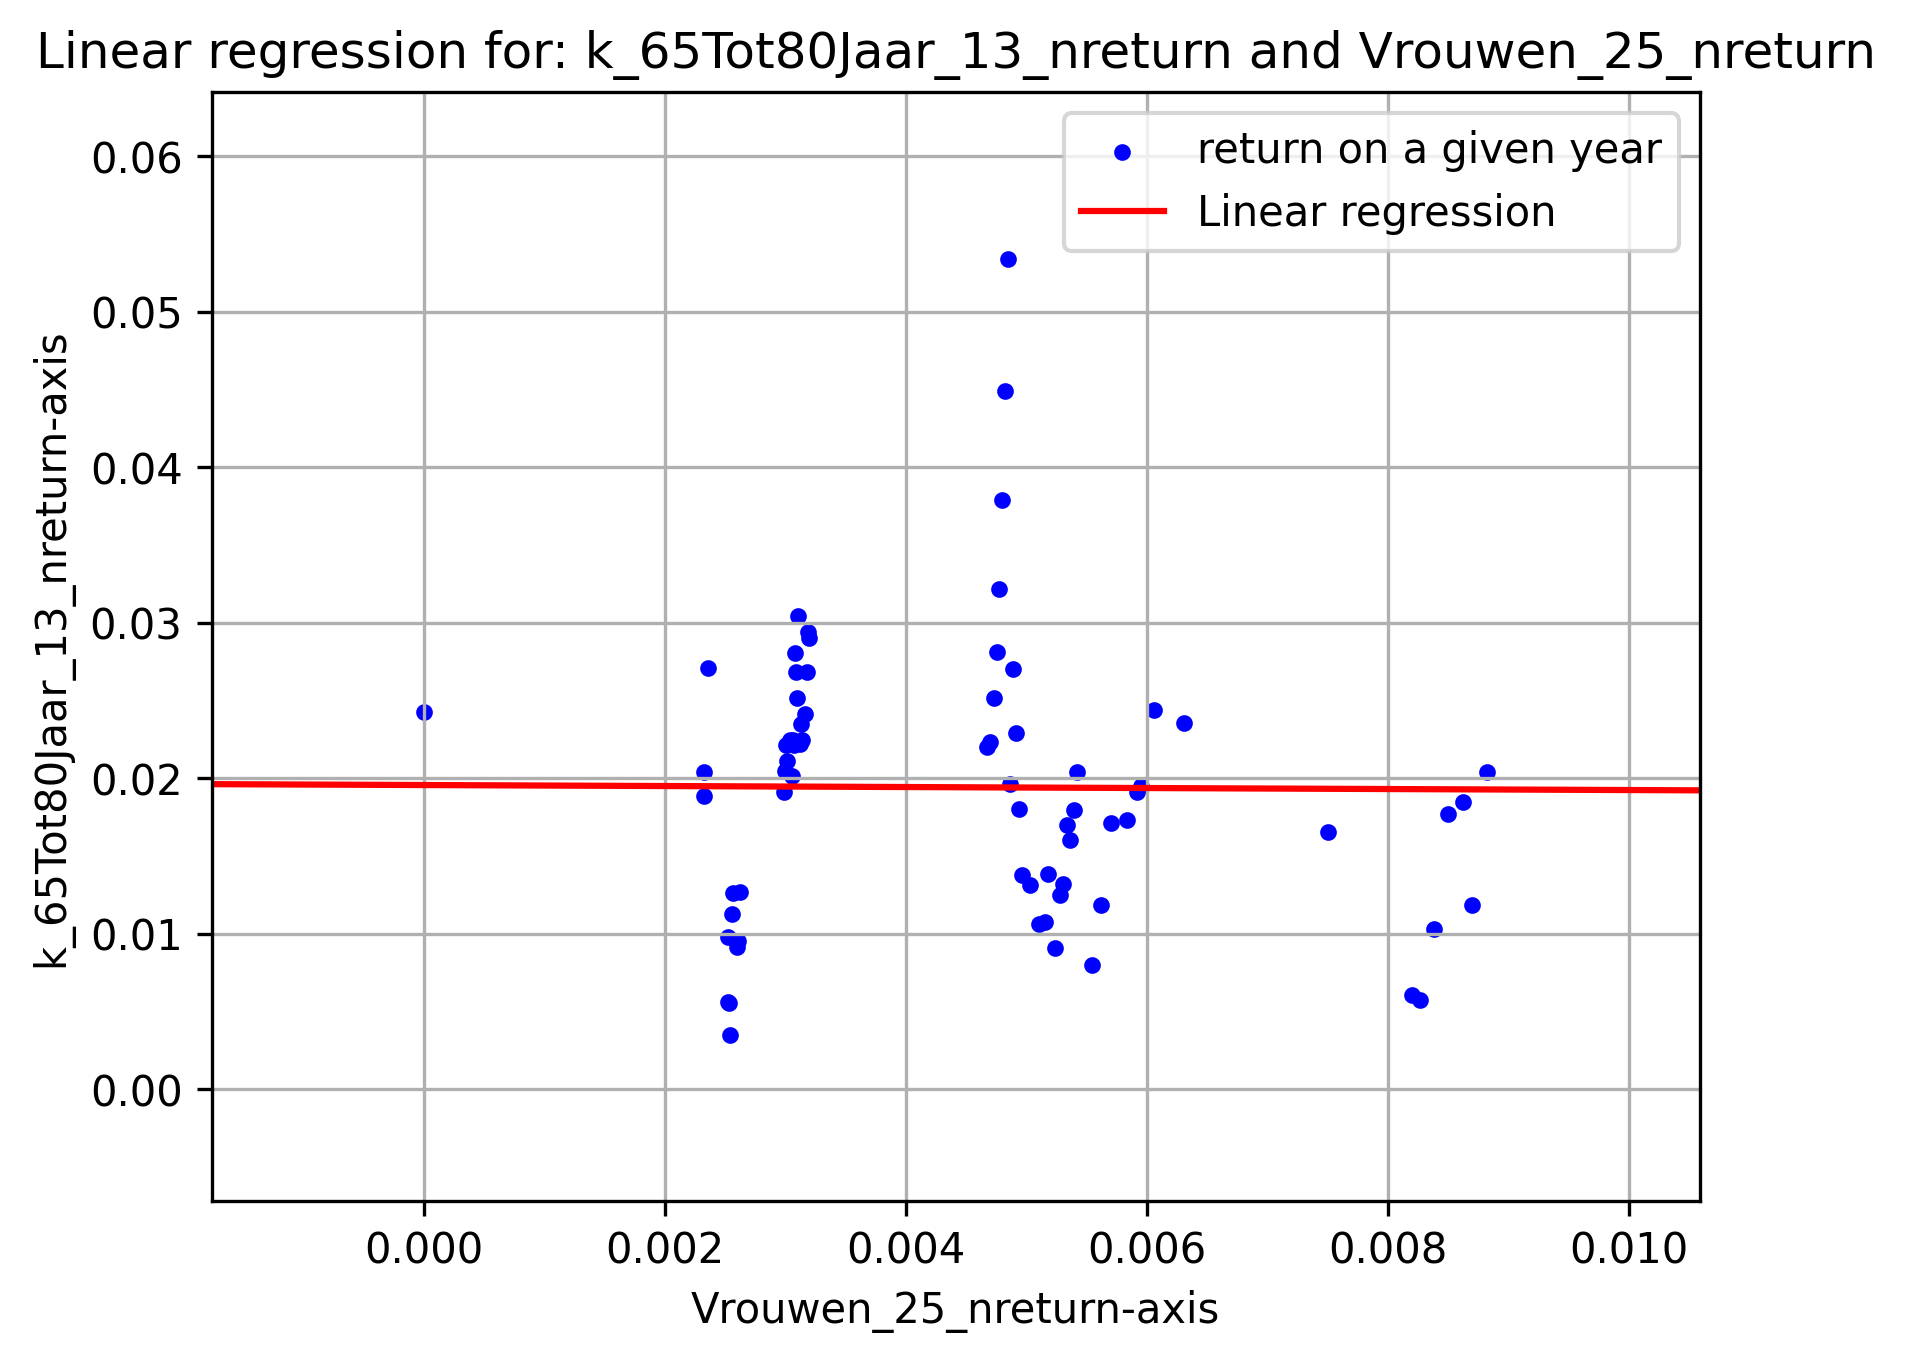 Linear regression for: k_65Tot80Jaar_13_nreturn and Vrouwen_25_nreturn
return on a given year
Linear regression
0.06
0.05
0.04
0.03
0.02
0.01
0.00
k_65Tot80Jaar_13_nreturn-axis
0.000 0.002 0.004 0.006 0.008 0.010
Vrouwen_25_nreturn-axis